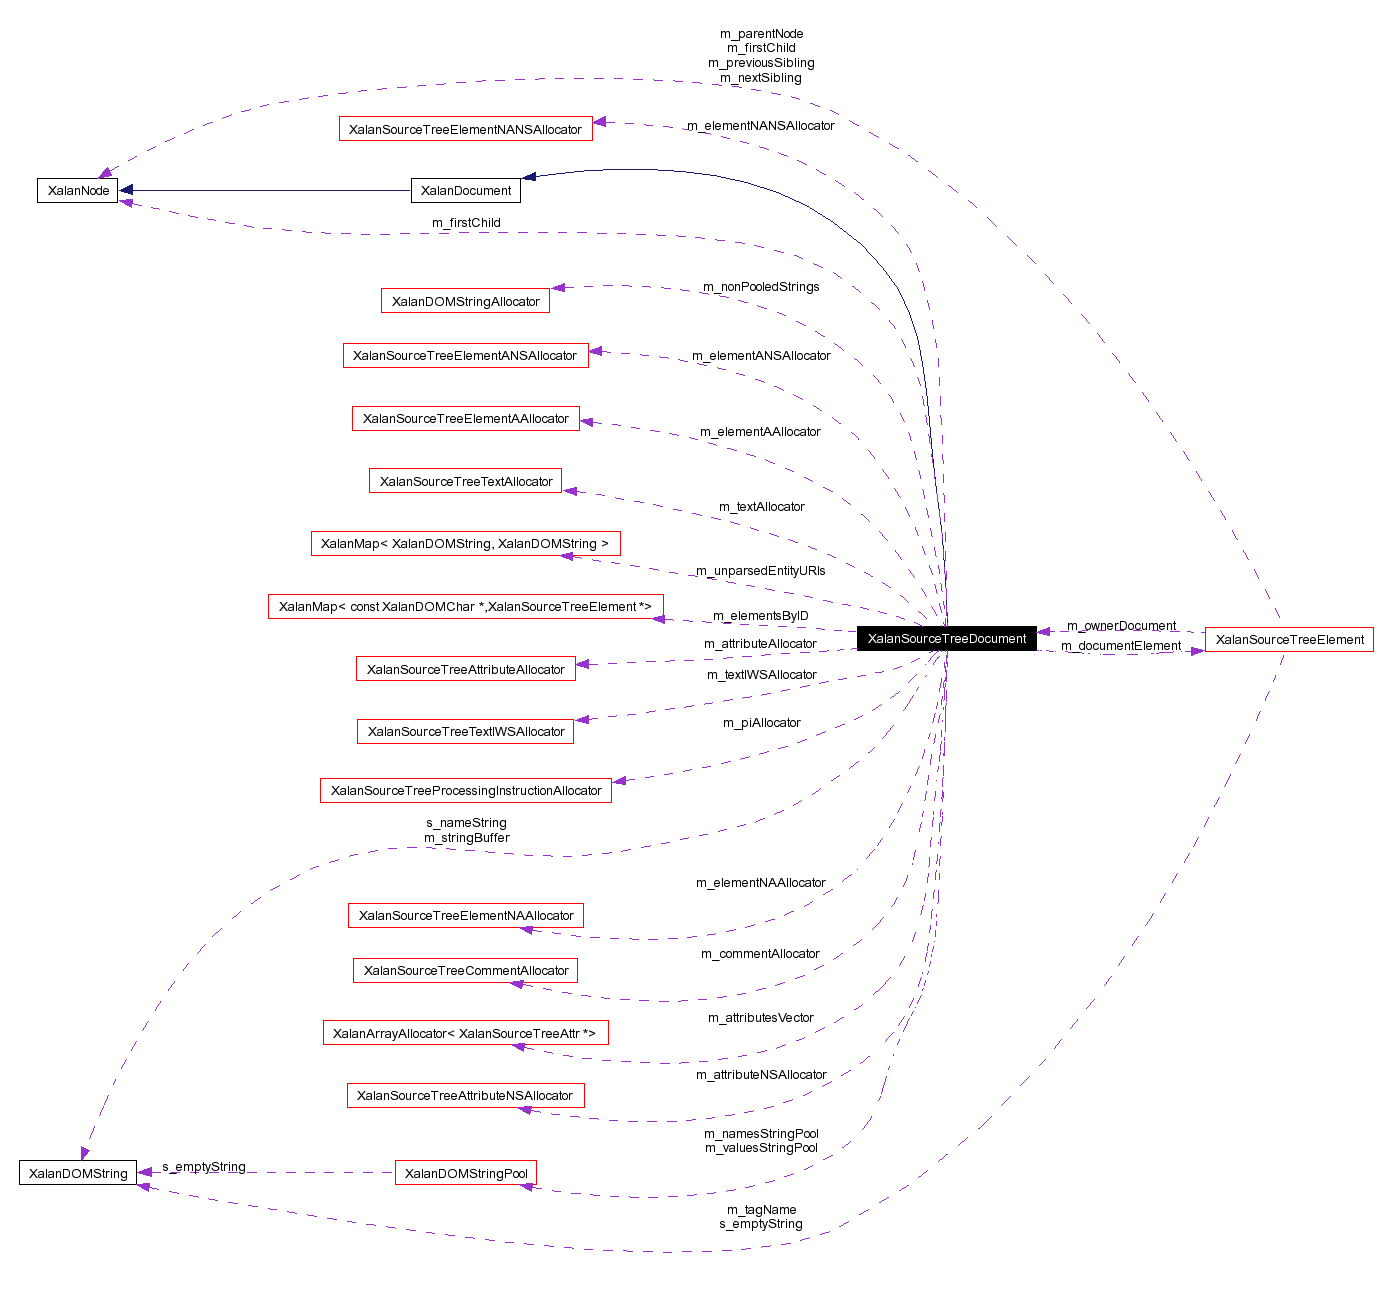 m_parentNode
m_firstChild
m_previousSibling
m_nextSibling
m_elementNANSAllocator
XalanSourceTreeElementNANSAllocator
XalanNode
XalanDocument
m_firstChild
m_nonPooledStrings
XalanDOMStringAllocator
m_elementANSAllocator
XalanSourceTreeElementANSAllocator
XalanSourceTreeElementAAllocator
m_elementAAllocator
XalanSourceTreeTextAllocator
m_textAllocator
XalanMap< XalanDOMString, XalanDOMString >
m_unparsedEntityURIs
XalanMap< const XalanDOMChar *,XalanSourceTreeElement *>
m_elementsByID
XalanSourceTreeDocument
m_ownerDocument
XalanSourceTreeElement
m_attributeAllocator
m_documentElement
XalanSourceTreeAttributeAllocator
m_textIWSAllocator
m_piAllocator
XalanSourceTreeTextIWSAllocator
XalanSourceTreeProcessingInstructionAllocator
s_nameString
m_stringBuffer
m_elementNAAllocator
XalanSourceTreeElementNAAllocator
m_commentAllocator
XalanSourceTreeCommentAllocator
m_attributesVector
XalanArrayAllocator< XalanSourceTreeAttr *>
m_attributeNSAllocator
XalanSourceTreeAttributeNSAllocator
m_namesStringPool
m_valuesStringPool
s_emptyString
XalanDOMString
XalanDOMStringPool
m_tagName
s_emptyString